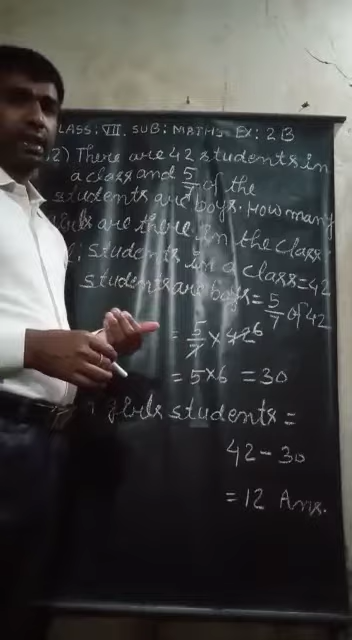 CLASS: VII. SUB: MATHS. EX: 2B
2) There are 42 students in
a class and 5/7 of the
students are boys. How many
are there in the class?
students in a class = 42
students are boys = 5/7 of 42
= 5/7 × 42 6
= 5×6 = 30
girls students =
42 - 30
= 12 Ans.